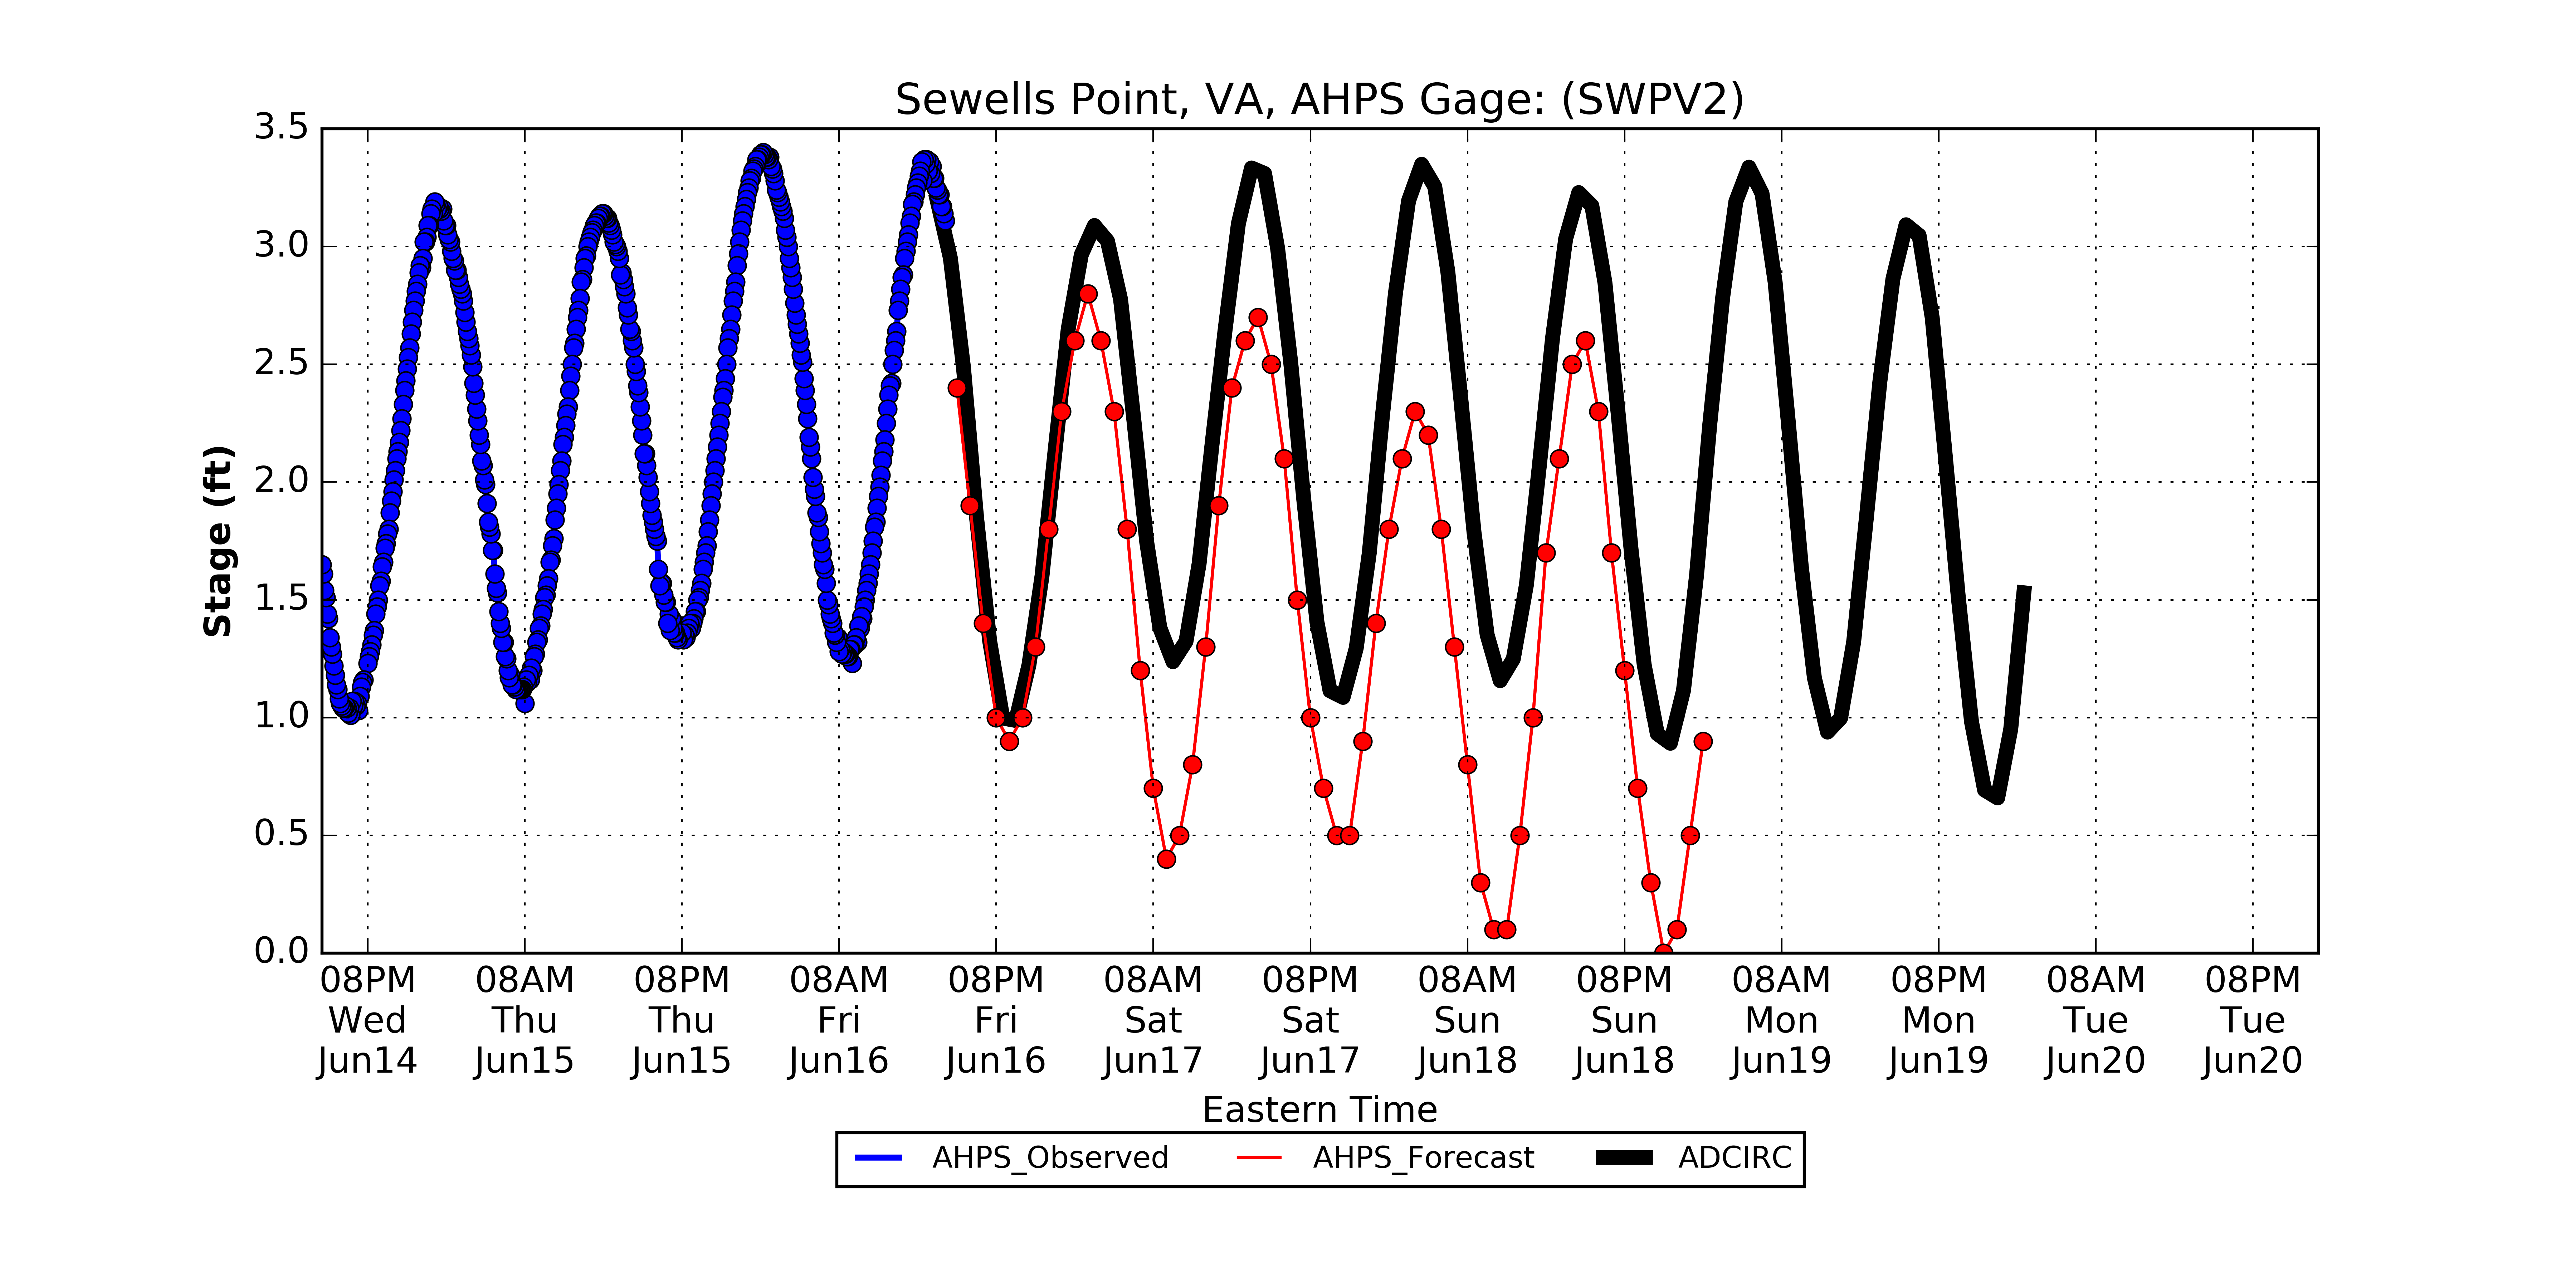 Sewells Point, VA, AHPS Gage: (SWPV2)
3.5
3.0
2.5
2.0
1.5
1.0
0.5
0.0
Stage (ft)
08PM 08AM 08PM 08AM 08PM 08AM 08PM 08AM 08PM 08AM 08PM 08AM 08PM
Wed Thu Thu Fri Fri Sat Sat Sun Sun Mon Mon Tue Tue
Jun14 Jun15 Jun15 Jun16 Jun16 Jun17 Jun17 Jun18 Jun18 Jun19 Jun19 Jun20 Jun20
Eastern Time
AHPS_Observed AHPS_Forecast ADCIRC